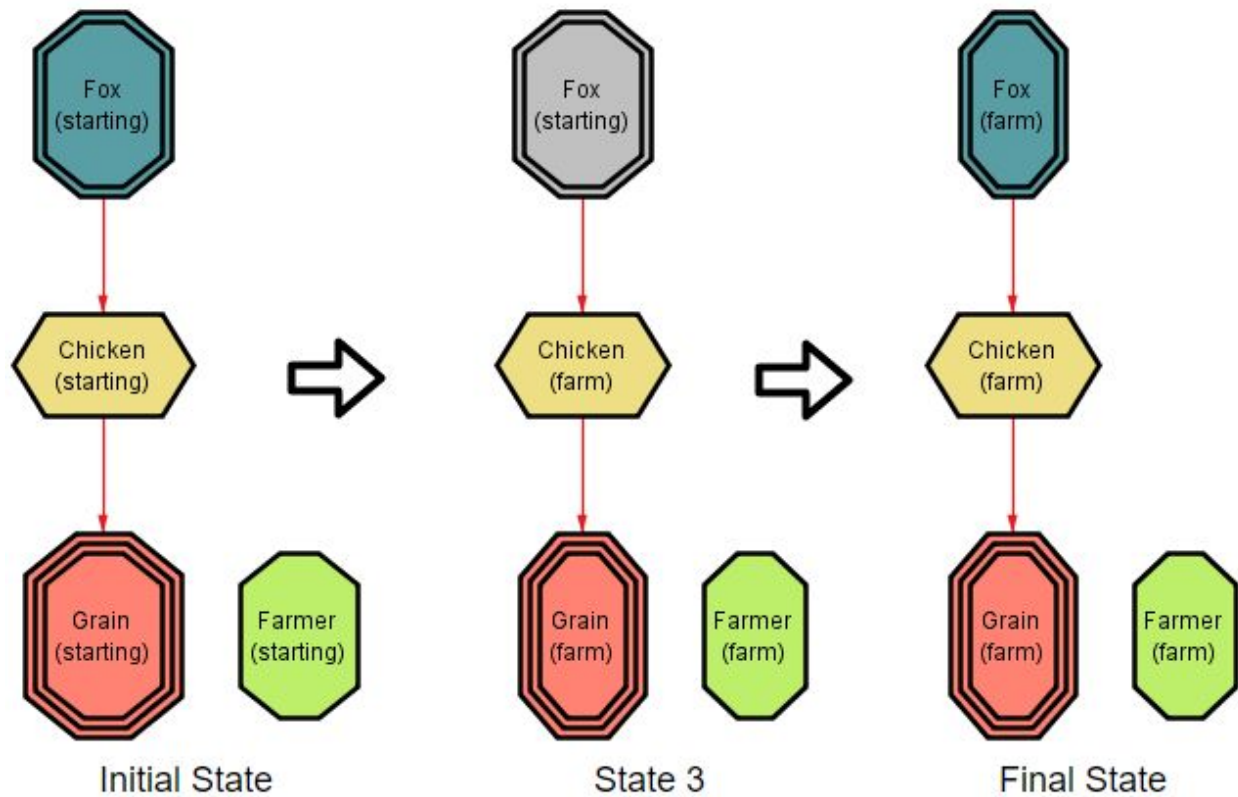 Fox
(starting)
Fox
(starting)
Fox
(farm)
Chicken
(starting)
Chicken
(farm)
Chicken
(farm)
Grain
(starting)
Farmer
(starting)
Grain
(farm)
Farmer
(farm)
Grain
(farm)
Farmer
(farm)
Initial State
State 3
Final State